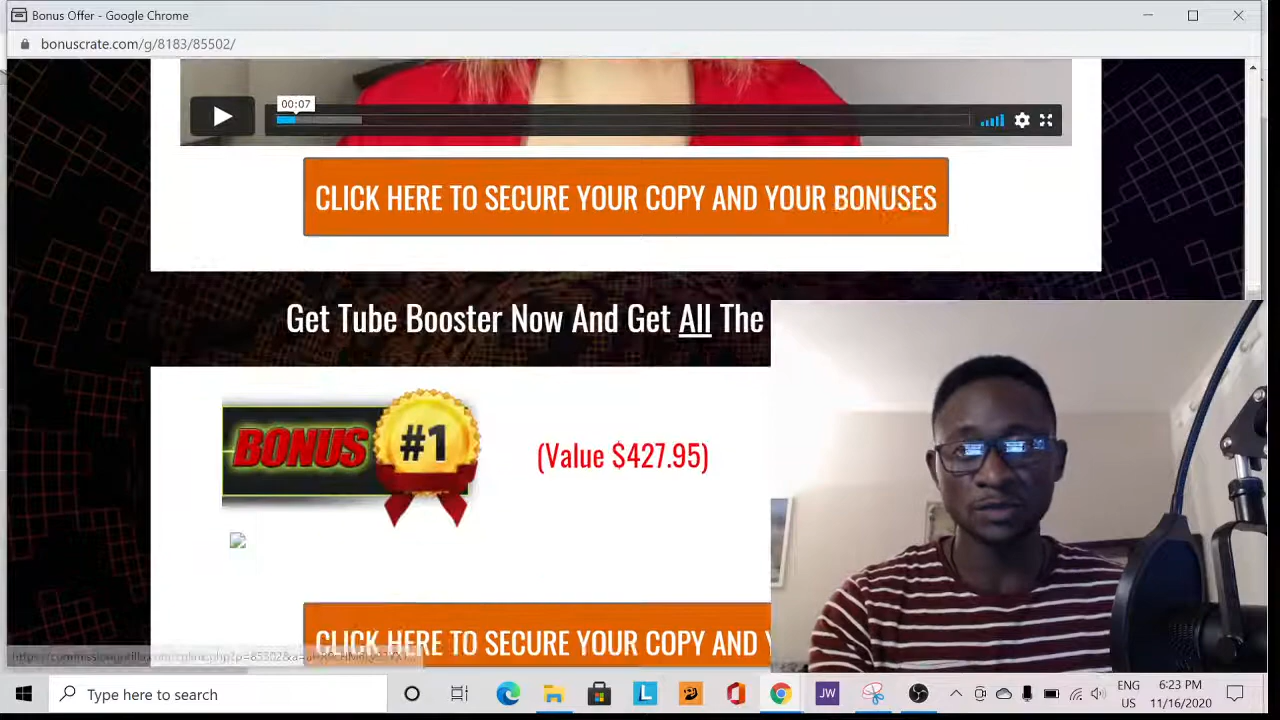 Bonus Offer - Google Chrome
bonuscrate.com/g/8183/85502/
00:07
CLICK HERE TO SECURE YOUR COPY AND YOUR BONUSES
Get Tube Booster Now And Get All The
BONUS #1
(Value $427.95)
CLICK HERE TO SECURE YOUR COPY AND Y
Type here to search
L
JW
ENG
US
6:23 PM
11/16/2020